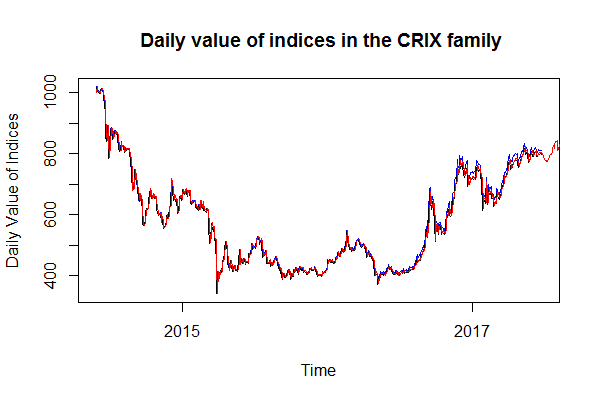 Daily value of indices in the CRIX family
Daily Value of Indices
1000
800
600
400
2015
2017
Time